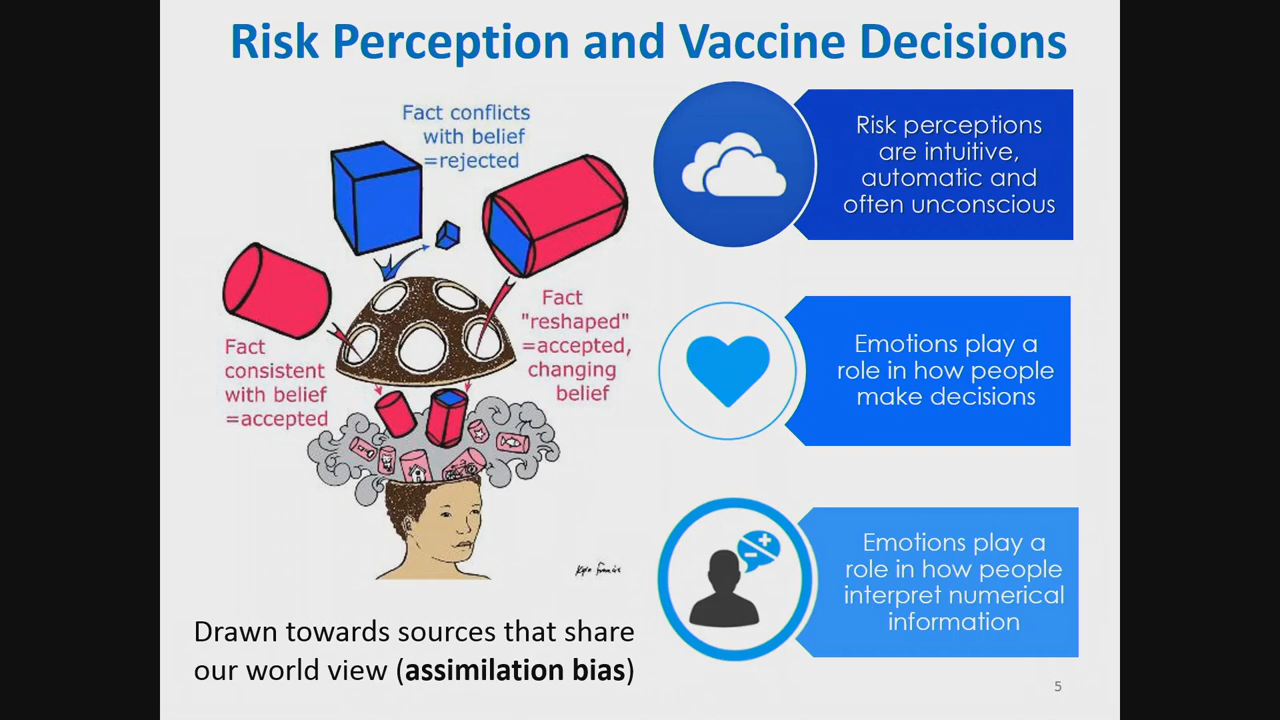 Risk Perception and Vaccine Decisions
Fact conflicts
with belief
=rejected
Fact
consistent
with belief
=accepted
Fact
"reshaped"
=accepted,
changing
belief
Drawn towards sources that share
our world view (assimilation bias)
Risk perceptions
are intuitive,
automatic and
often unconscious
Emotions play a
role in how people
make decisions
Emotions play a
role in how people
interpret numerical
information
5